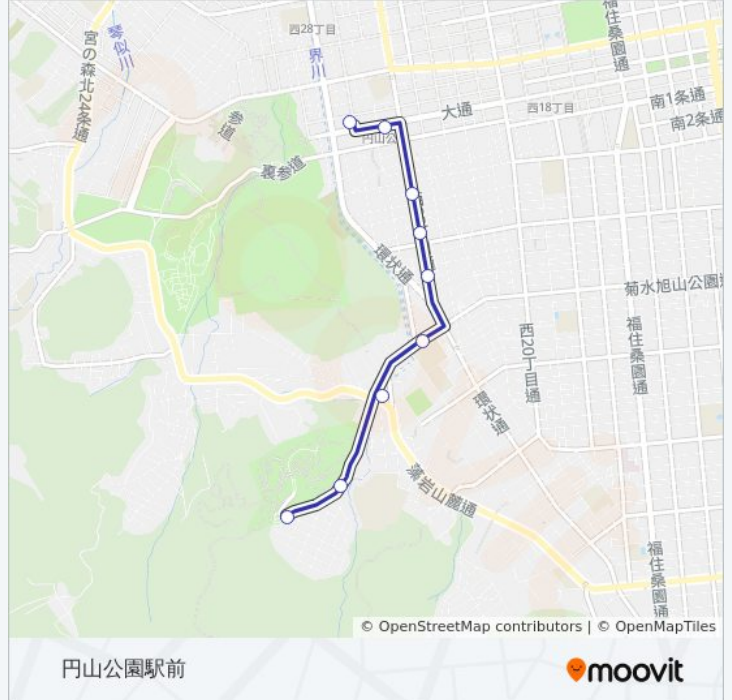 福住桑園通
西28丁目
琴似川
宮の森北24条通
界川
南1条通
大通
西18丁目
南2条通
参道
円山公
裏参道
環状通
菊水旭山公園通
福住桑園通
西20丁目通
環状通
藻岩山麓通
福住桑園通
© OpenStreetMap contributors | © OpenMapTiles
円山公園駅前
moovit